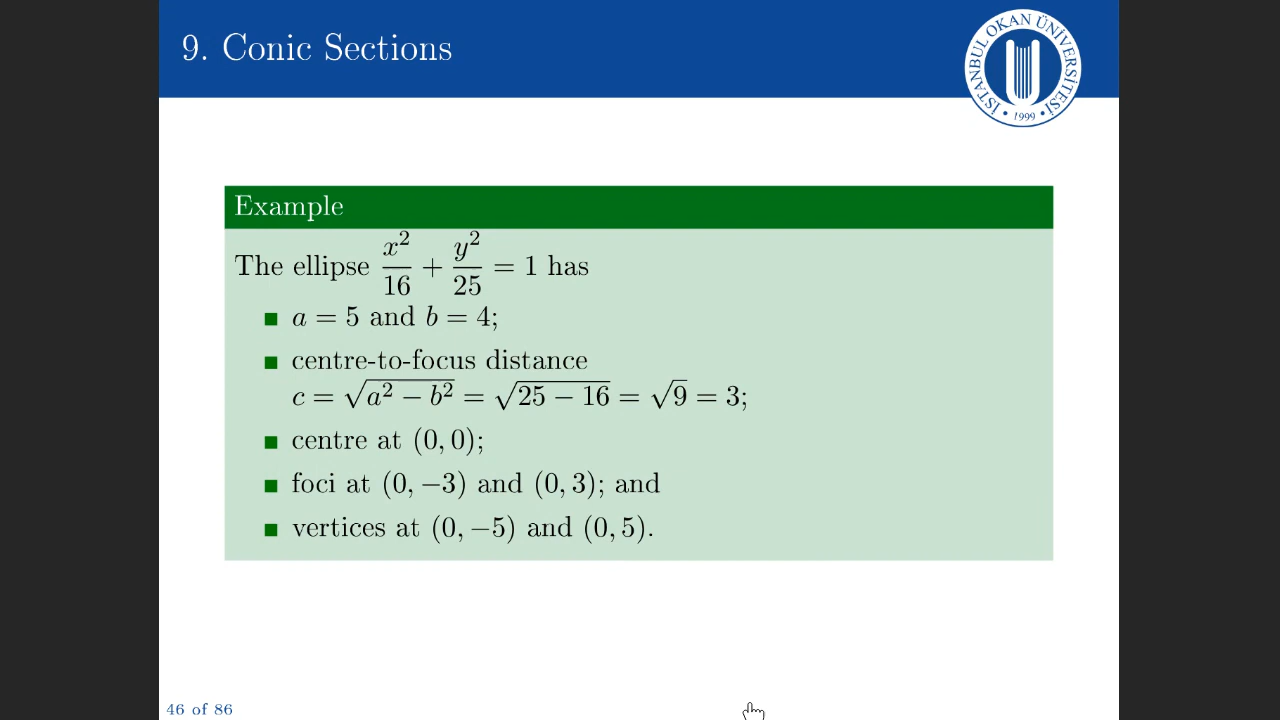 9. Conic Sections
İSTANBUL OKAN ÜNİVERSİTESİ
• 1999 •
Example
The ellipse x²/16 + y²/25 = 1 has
■ a = 5 and b = 4;
■ centre-to-focus distance
c = √(a² − b²) = √(25 − 16) = √9 = 3;
■ centre at (0, 0);
■ foci at (0, −3) and (0, 3); and
■ vertices at (0, −5) and (0, 5).
46 of 86